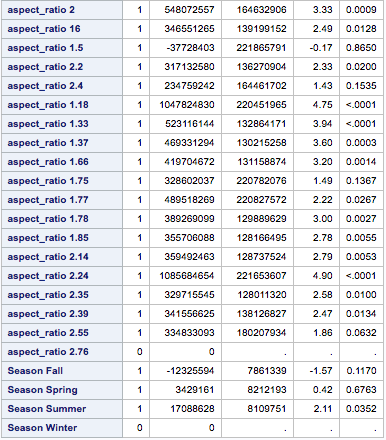 aspect_ratio 2 1 548072557 164632906 3.33 0.0009
aspect_ratio 16 1 346551265 139199152 2.49 0.0128
aspect_ratio 1.5 1 -37728403 221865791 -0.17 0.8650
aspect_ratio 2.2 1 317132580 136270904 2.33 0.0200
aspect_ratio 2.4 1 234759242 164461702 1.43 0.1535
aspect_ratio 1.18 1 1047824830 220451965 4.75 <.0001
aspect_ratio 1.33 1 523116144 132864171 3.94 <.0001
aspect_ratio 1.37 1 469331294 130215258 3.60 0.0003
aspect_ratio 1.66 1 419704672 131158874 3.20 0.0014
aspect_ratio 1.75 1 328602037 220782076 1.49 0.1367
aspect_ratio 1.77 1 489518269 220827572 2.22 0.0267
aspect_ratio 1.78 1 389269099 129889629 3.00 0.0027
aspect_ratio 1.85 1 355706088 128166495 2.78 0.0055
aspect_ratio 2.14 1 359492463 128737524 2.79 0.0053
aspect_ratio 2.24 1 1085684654 221653607 4.90 <.0001
aspect_ratio 2.35 1 329715545 128011320 2.58 0.0100
aspect_ratio 2.39 1 341556625 138126827 2.47 0.0134
aspect_ratio 2.55 1 334833093 180207934 1.86 0.0632
aspect_ratio 2.76 0 0 . . .
Season Fall 1 -12325594 7861339 -1.57 0.1170
Season Spring 1 3429161 8212193 0.42 0.6763
Season Summer 1 17088628 8109751 2.11 0.0352
Season Winter 0 0 . . .